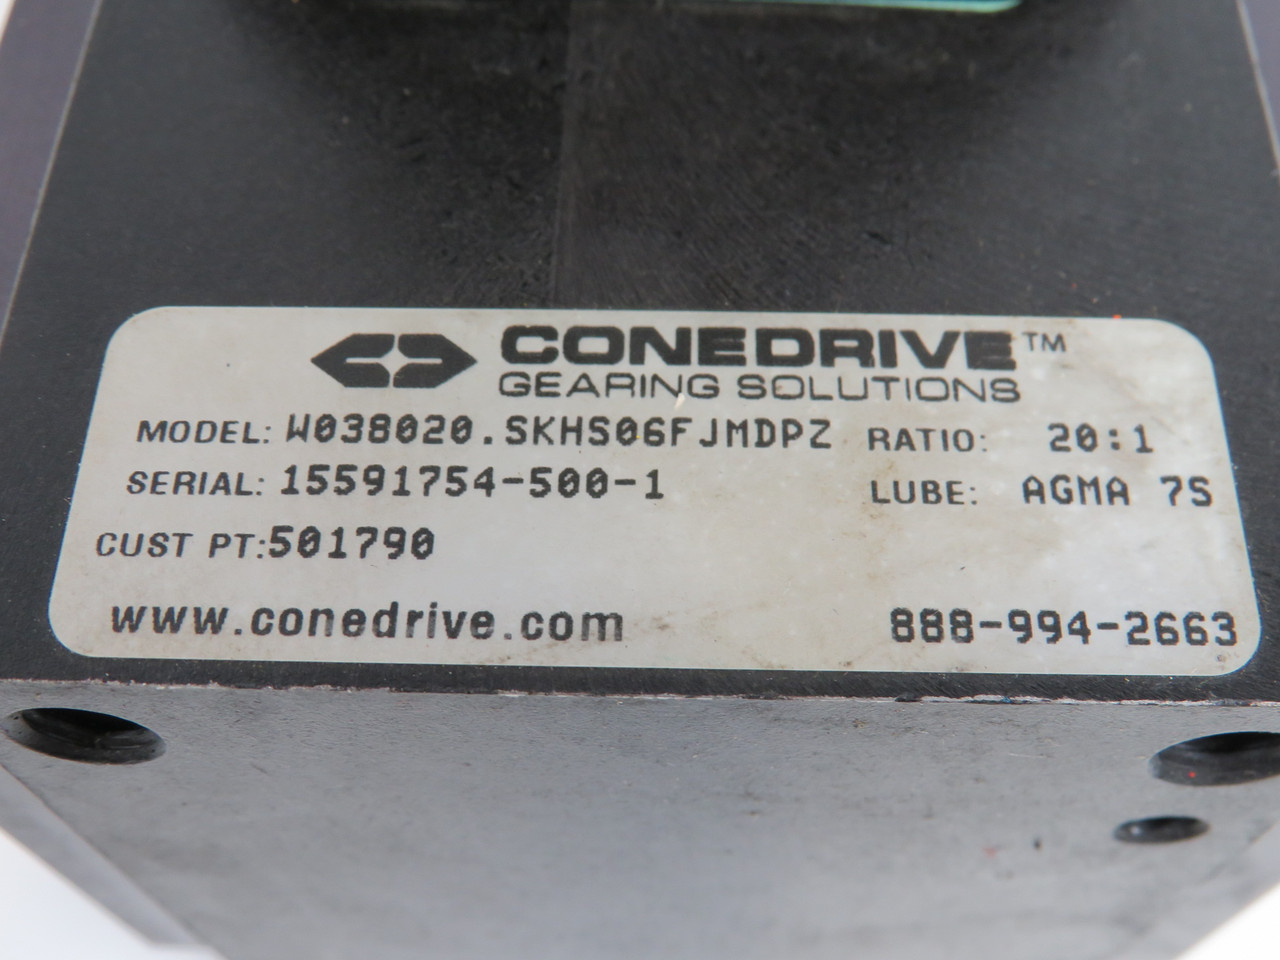 CONEDRIVE™
GEARING SOLUTIONS
MODEL: W038020.SKHS06FJMDPZ RATIO: 20:1
SERIAL: 15591754-500-1 LUBE: AGMA 7S
CUST PT:501790
www.conedrive.com 888-994-2663